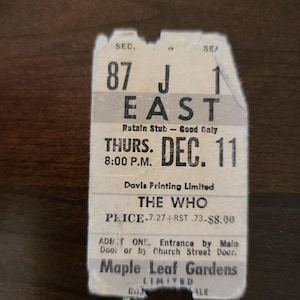 SEC. SEA
87 J 1
EAST
Retain Stub — Good Only
THURS. DEC. 11
8:00 P.M.
Davis Printing Limited
THE WHO
PRICE-7.27+RST .73-$8.00
ADMIT ONE, Entrance by Main
Door or by Church Street Door.
Maple Leaf Gardens
LIMITED